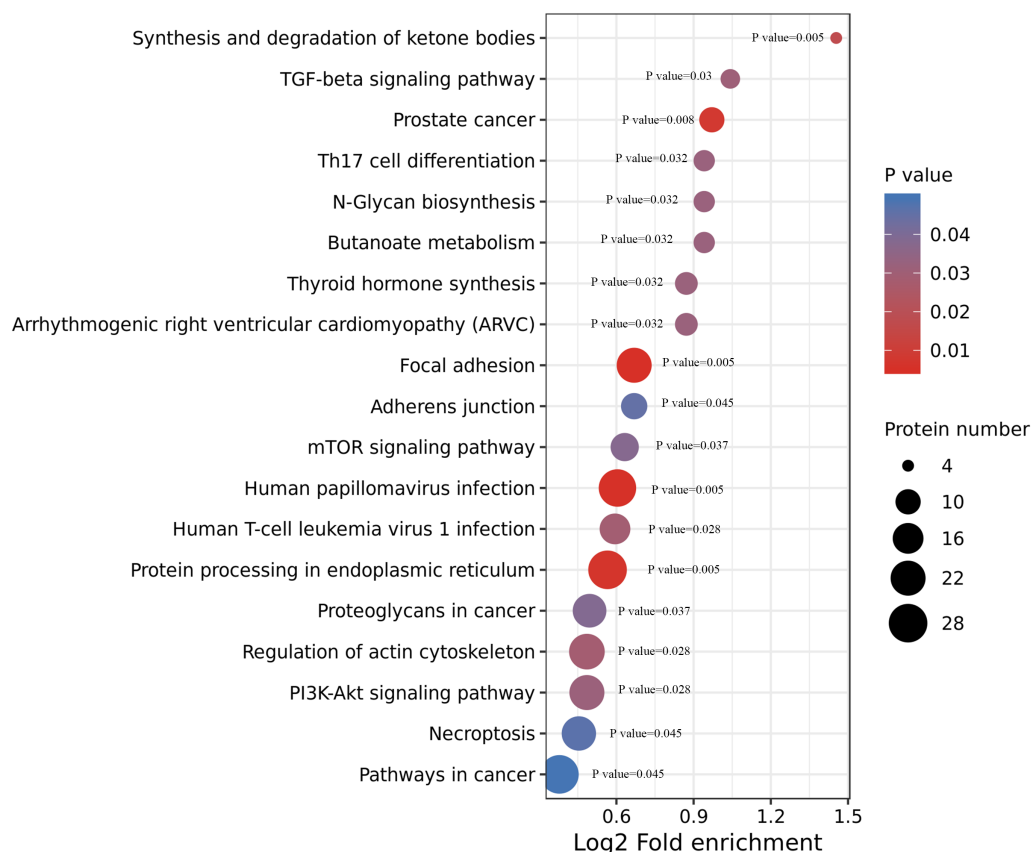 Synthesis and degradation of ketone bodies P value=0.005
TGF-beta signaling pathway P value=0.03
Prostate cancer P value=0.008
Th17 cell differentiation P value=0.032
N-Glycan biosynthesis P value=0.032
Butanoate metabolism P value=0.032
Thyroid hormone synthesis P value=0.032
Arrhythmogenic right ventricular cardiomyopathy (ARVC) P value=0.032
Focal adhesion P value=0.005
Adherens junction P value=0.045
mTOR signaling pathway P value=0.037
Human papillomavirus infection P value=0.005
Human T-cell leukemia virus 1 infection P value=0.028
Protein processing in endoplasmic reticulum P value=0.005
Proteoglycans in cancer P value=0.037
Regulation of actin cytoskeleton P value=0.028
PI3K-Akt signaling pathway P value=0.028
Necroptosis P value=0.045
Pathways in cancer P value=0.045
0.6 0.9 1.2 1.5
Log2 Fold enrichment
P value
0.04
0.03
0.02
0.01
Protein number
4
10
16
22
28